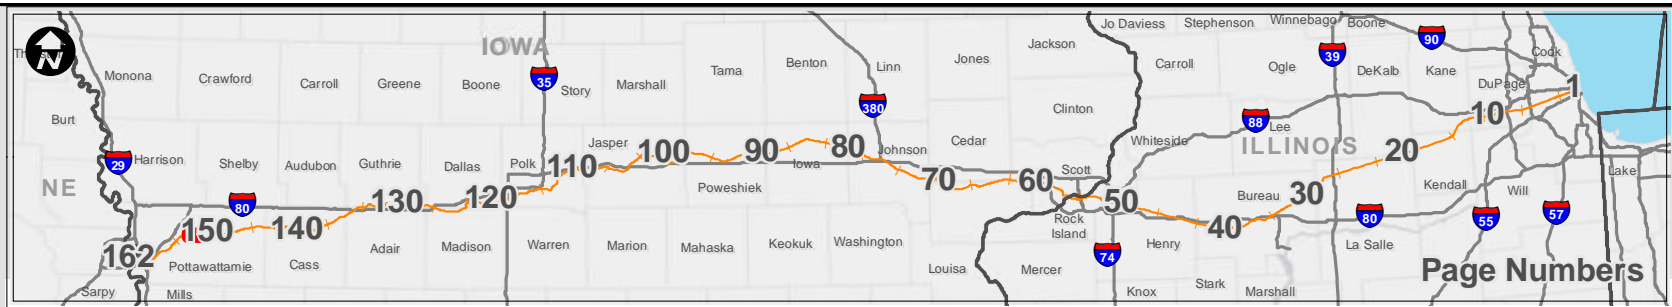 N
IOWA
Jo Daviess Stephenson Winnebago Boone
90
39
Cook
Monona Crawford Carroll Greene Boone
35
Story Marshall Tama Benton Linn Jones Jackson
Carroll Ogle DeKalb Kane DuPage
1
10
Burt
380
Clinton
88
Lee
Whiteside
ILLINOIS
20
29
Harrison Shelby Audubon Guthrie Dallas Polk
Jasper
110 100 90 80
Iowa Johnson Cedar
Scott
NE
80
130 120
Poweshiek
70 60 50
Rock
Island
Bureau
30
Kendall Will Lake
80
55
57
162 150 140
Pottawattamie Cass Adair Madison Warren Marion Mahaska Keokuk Washington
Louisa
Mercer
74
Henry
40
La Salle
Page Numbers
Sarpy Mills
Knox Stark Marshall